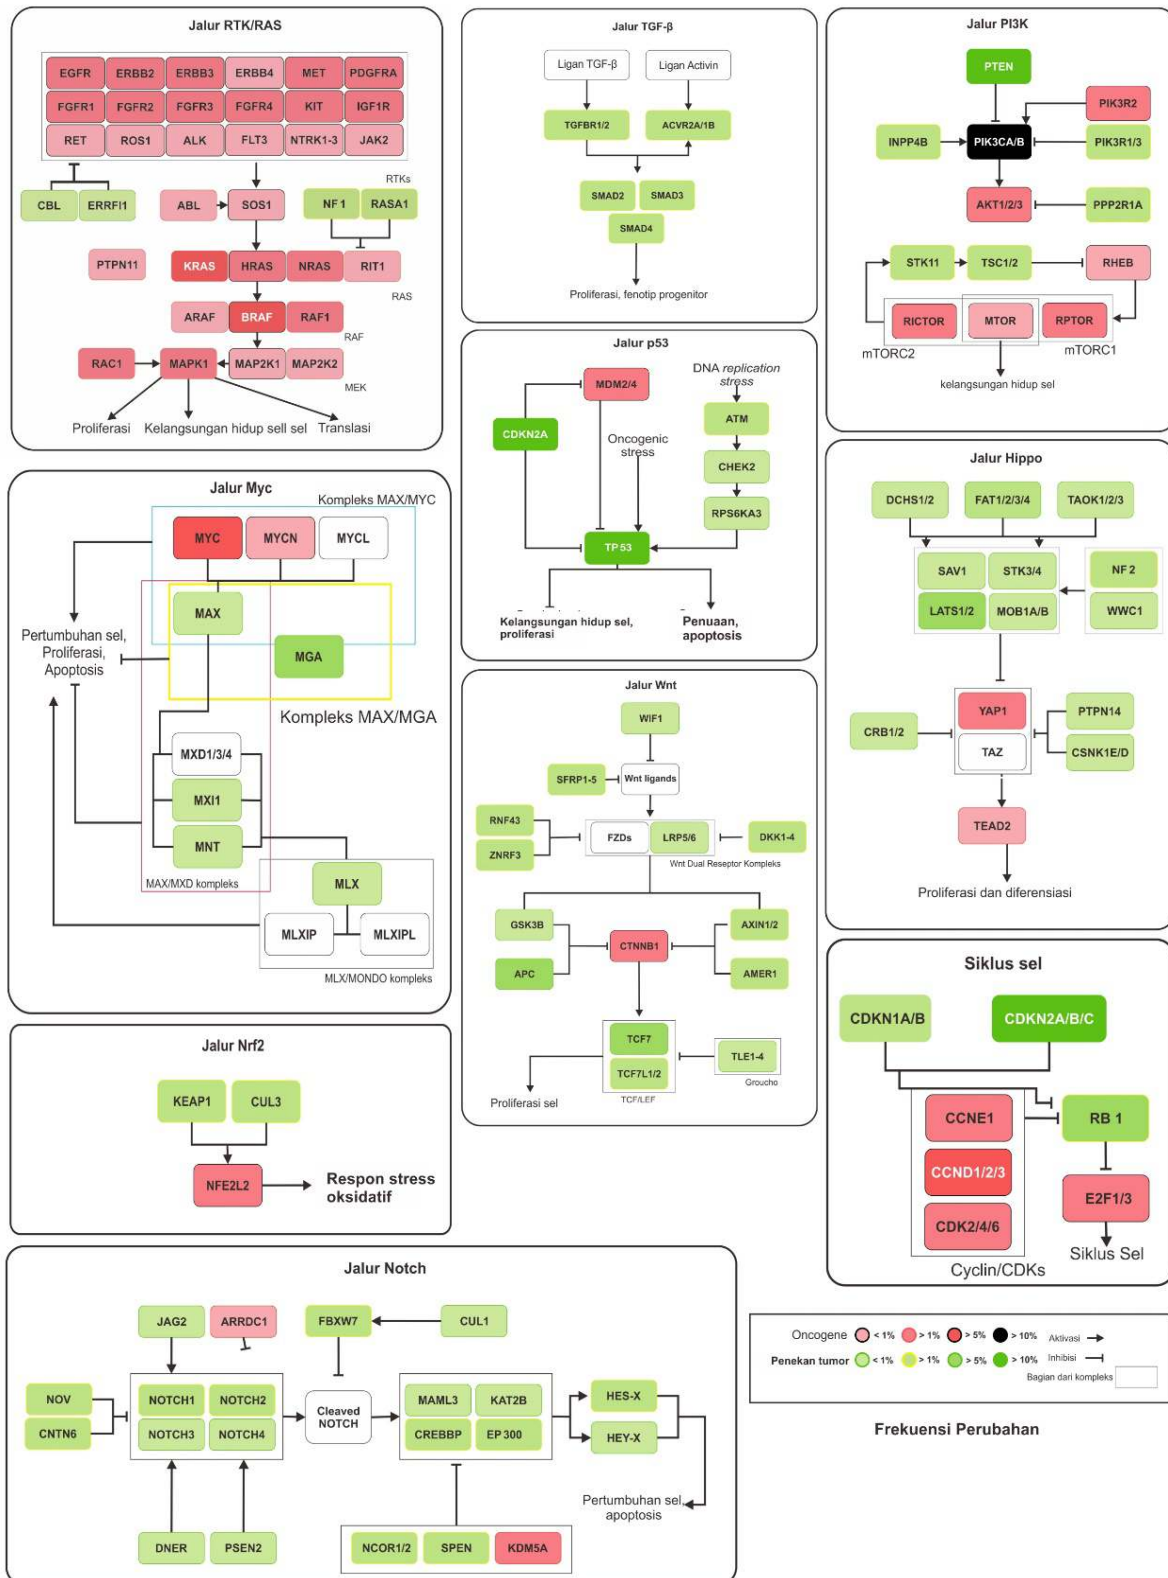 Jalur RTK/RAS
EGFR ERBB2 ERBB3 ERBB4 MET PDGFRA
FGFR1 FGFR2 FGFR3 FGFR4 KIT IGF1R
RET ROS1 ALK FLT3 NTRK1-3 JAK2
RTKs
CBL ERRFI1 ABL SOS1 NF 1 RASA1
PTPN11 KRAS HRAS NRAS RIT1
RAS
ARAF BRAF RAF1
RAF
RAC1 MAPK1 MAP2K1 MAP2K2
MEK
Proliferasi Kelangsungan hidup sell sel Translasi
Jalur TGF-β
Ligan TGF-β Ligan Activin
TGFBR1/2 ACVR2A/1B
SMAD2 SMAD3
SMAD4
Proliferasi, fenotip progenitor
Jalur PI3K
PTEN
PIK3R2
INPP4B PIK3CA/B PIK3R1/3
AKT1/2/3 PPP2R1A
STK11 TSC1/2 RHEB
RICTOR MTOR RPTOR
mTORC2 mTORC1
kelangsungan hidup sel
Jalur p53
DNA replication
stress
MDM2/4
ATM
CDKN2A
Oncogenic
stress
CHEK2
RPS6KA3
TP 53
Kelangsungan hidup sel,
proliferasi
Penuaan,
apoptosis
Jalur Myc
Kompleks MAX/MYC
MYC MYCN MYCL
MAX
Pertumbuhan sel,
Proliferasi,
Apoptosis
MGA
Kompleks MAX/MGA
MXD1/3/4
MXI1
MNT
MAX/MXD kompleks
MLX
MLXIP MLXIPL
MLX/MONDO kompleks
Jalur Hippo
DCHS1/2 FAT1/2/3/4 TAOK1/2/3
SAV1 STK3/4 NF 2
LATS1/2 MOB1A/B WWC1
YAP1 PTPN14
CRB1/2
TAZ CSNK1E/D
TEAD2
Proliferasi dan diferensiasi
Jalur Wnt
WIF1
SFRP1-5 Wnt ligands
RNF43
FZDs LRP5/6 DKK1-4
ZNRF3
Wnt Dual Reseptor Kompleks
GSK3B AXIN1/2
CTNNB1
APC AMER1
TCF7
TLE1-4
TCF7L1/2
Groucho
Proliferasi sel
TCF/LEF
Jalur Nrf2
KEAP1 CUL3
NFE2L2
Respon stress
oksidatif
Siklus sel
CDKN1A/B CDKN2A/B/C
CCNE1 RB 1
CCND1/2/3
E2F1/3
CDK2/4/6
Siklus Sel
Cyclin/CDKs
Jalur Notch
JAG2 ARRDC1 FBXW7 CUL1
NOV NOTCH1 NOTCH2 Cleaved
NOTCH MAML3 KAT2B HES-X
CNTN6 NOTCH3 NOTCH4 CREBBP EP 300 HEY-X
Pertumbuhan sel,
apoptosis
DNER PSEN2 NCOR1/2 SPEN KDM5A
Oncogene < 1% > 1% > 5% > 10% Aktivasi
Penekan tumor < 1% > 1% > 5% > 10% Inhibisi
Bagian dari kompleks
Frekuensi Perubahan